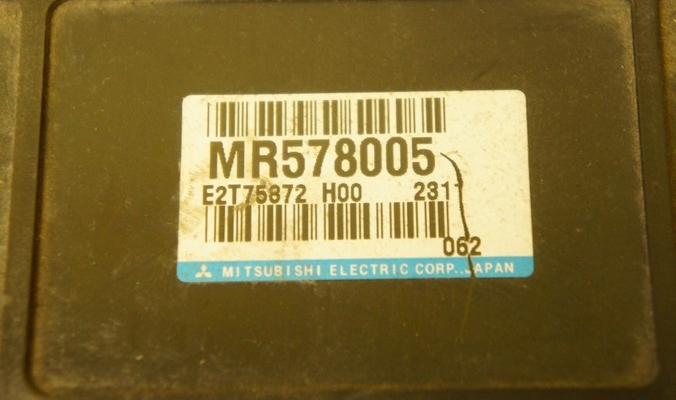 MR578005
E2T75872 H00 2311
062
MITSUBISHI ELECTRIC CORP., JAPAN